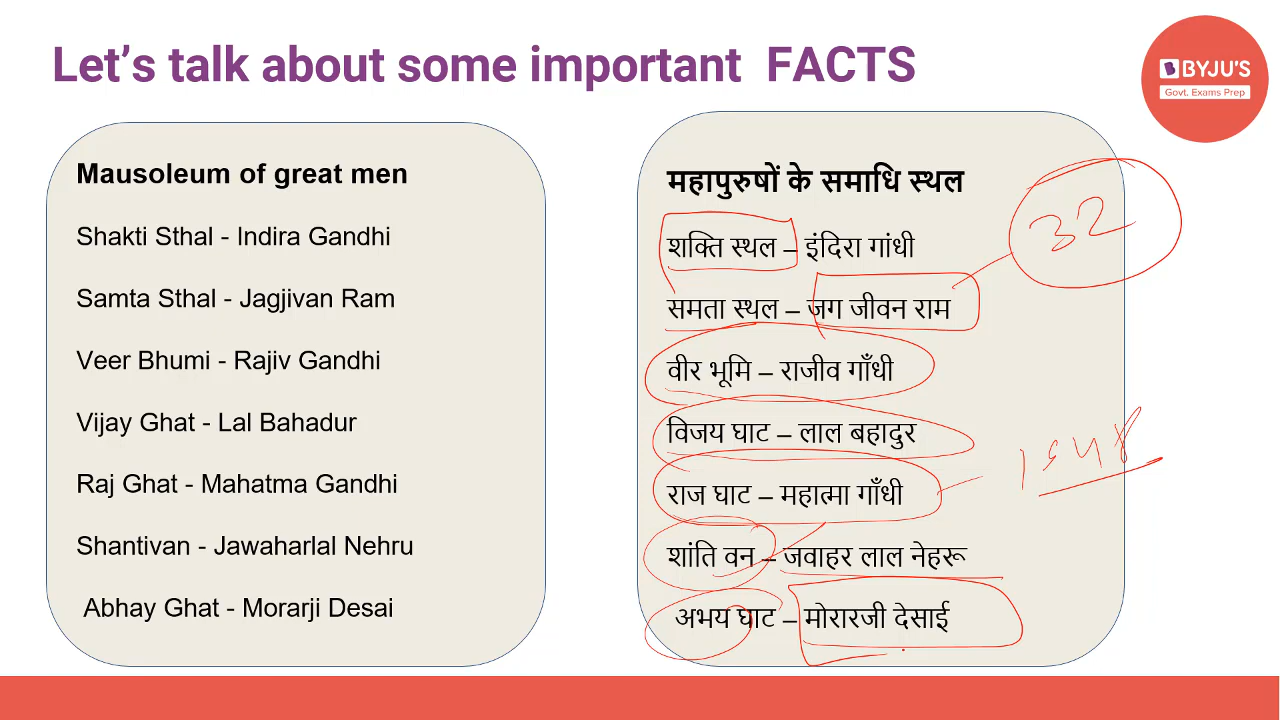 Let's talk about some important FACTS
BYJU'S
Govt. Exams Prep
Mausoleum of great men
Shakti Sthal - Indira Gandhi
Samta Sthal - Jagjivan Ram
Veer Bhumi - Rajiv Gandhi
Vijay Ghat - Lal Bahadur
Raj Ghat - Mahatma Gandhi
Shantivan - Jawaharlal Nehru
Abhay Ghat - Morarji Desai
महापुरुषों के समाधि स्थल
शक्ति स्थल – इंदिरा गांधी
32
समता स्थल – जग जीवन राम
वीर भूमि – राजीव गाँधी
विजय घाट – लाल बहादुर
राज घाट – महात्मा गाँधी
शांति वन – जवाहर लाल नेहरू
अभय घाट – मोरारजी देसाई